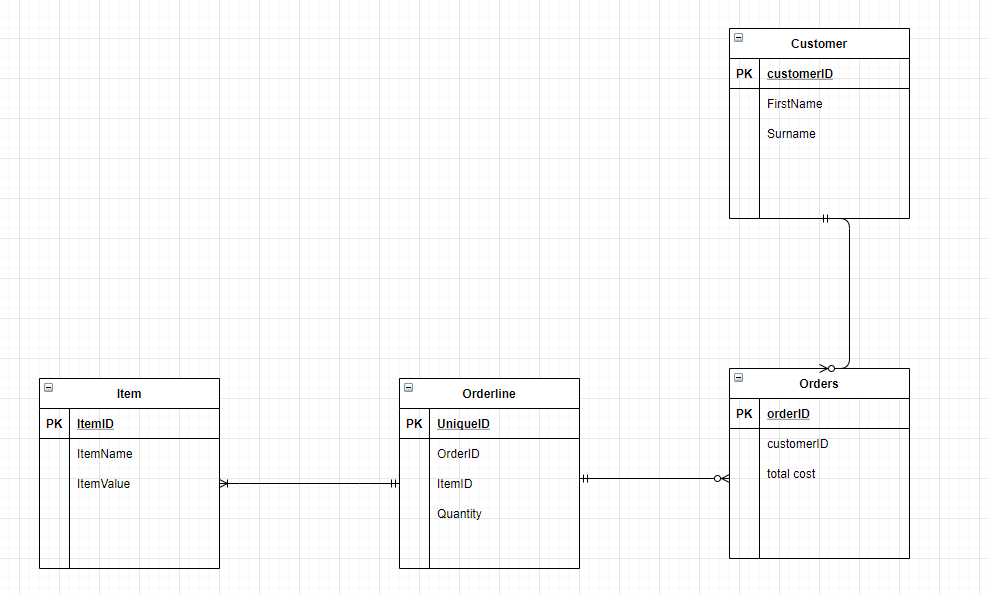 Customer
PK customerID
FirstName
Surname
Item
PK ItemID
ItemName
ItemValue
Orderline
PK UniqueID
OrderID
ItemID
Quantity
Orders
PK orderID
customerID
total cost